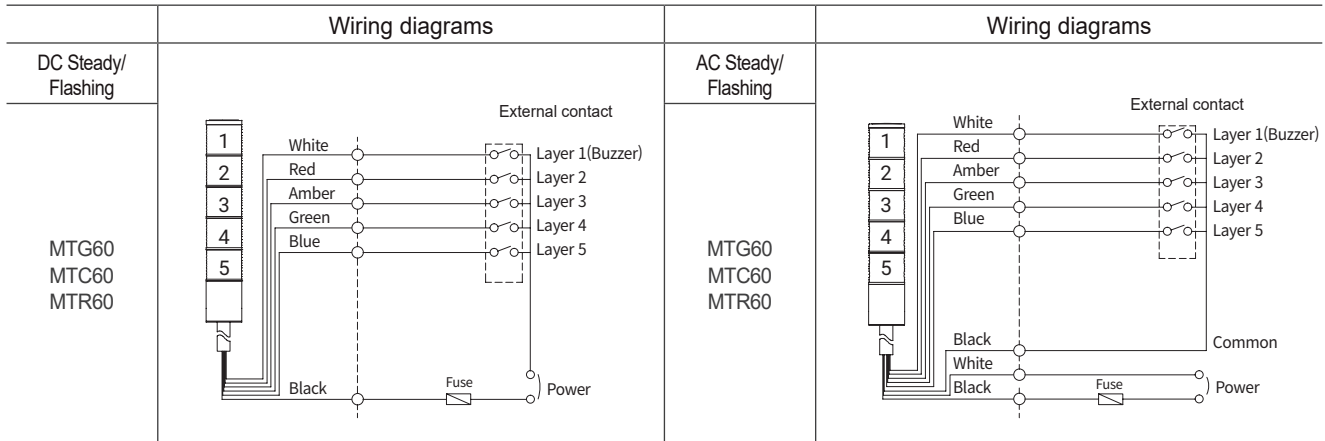 Wiring diagrams
DC Steady/
Flashing
MTG60
MTC60
MTR60
External contact
1
2
3
4
5
White
Red
Amber
Green
Blue
Layer 1(Buzzer)
Layer 2
Layer 3
Layer 4
Layer 5
Black
Fuse
Power
Wiring diagrams
AC Steady/
Flashing
MTG60
MTC60
MTR60
External contact
1
2
3
4
5
White
Red
Amber
Green
Blue
Layer 1(Buzzer)
Layer 2
Layer 3
Layer 4
Layer 5
Black
Common
White
Black
Fuse
Power